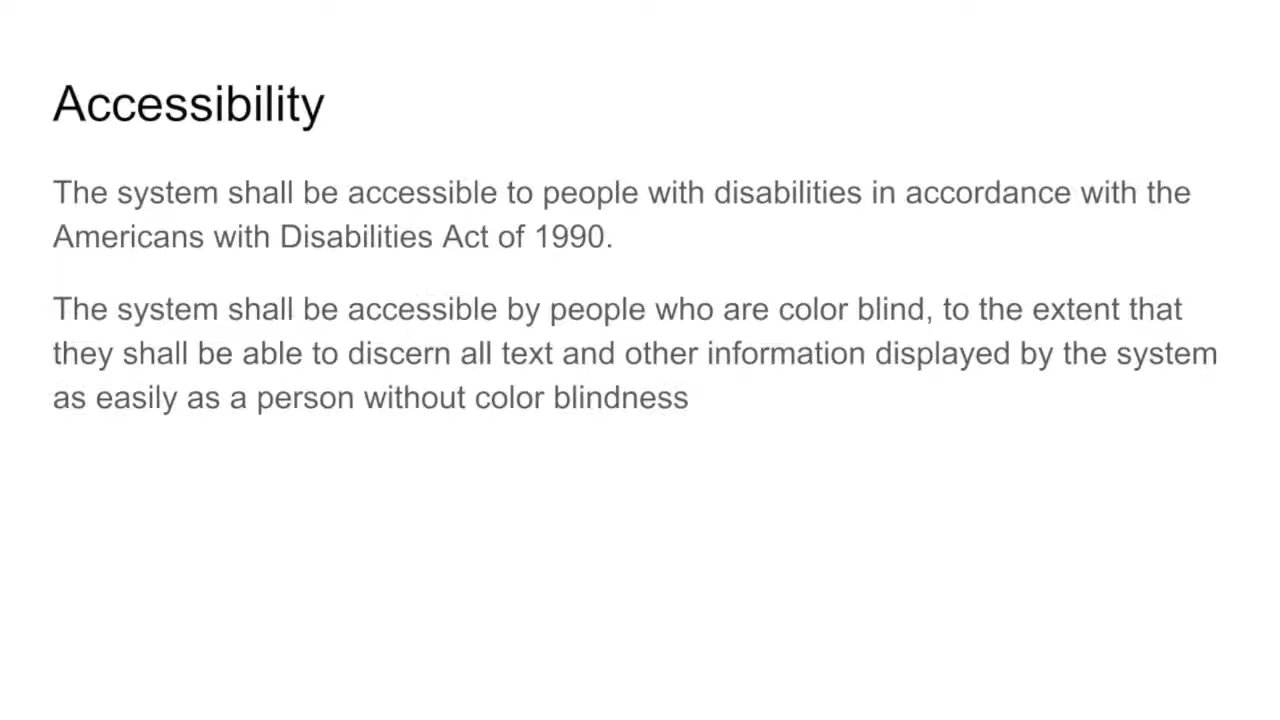 Accessibility
The system shall be accessible to people with disabilities in accordance with the
Americans with Disabilities Act of 1990.
The system shall be accessible by people who are color blind, to the extent that
they shall be able to discern all text and other information displayed by the system
as easily as a person without color blindness